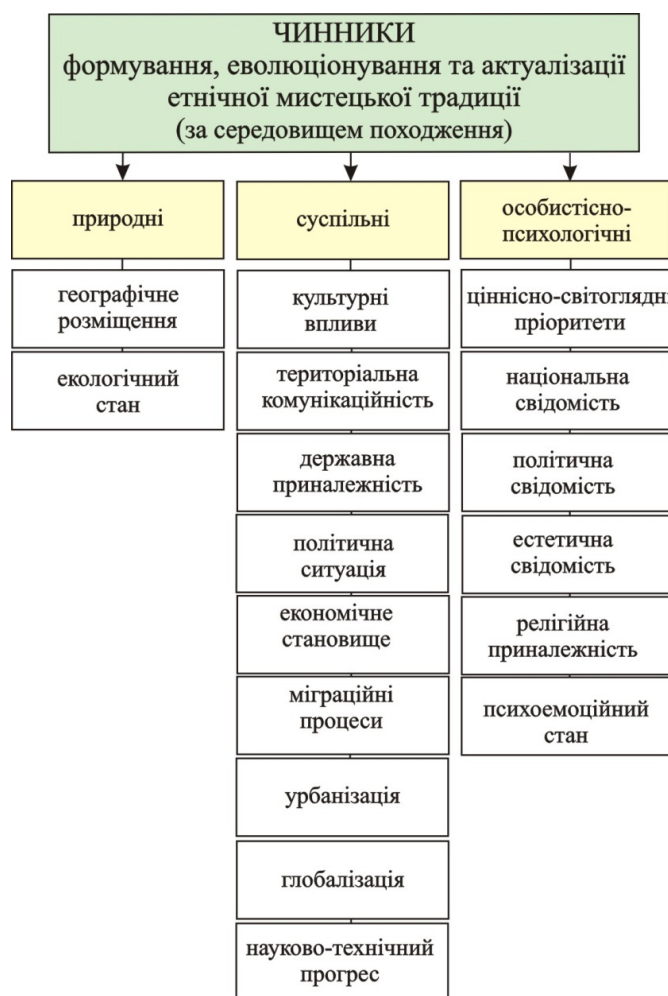 ЧИННИКИ
формування, еволюціонування та актуалізації
етнічної мистецької традиції
(за середовищем походження)
природні
географічне
розміщення
екологічний
стан
суспільні
культурні
впливи
територіальна
комунікаційність
державна
приналежність
політична
ситуація
економічне
становище
міграційні
процеси
урбанізація
глобалізація
науково-технічний
прогрес
особистісно-
психологічні
ціннісно-світоглядні
пріоритети
національна
свідомість
політична
свідомість
естетична
свідомість
релігійна
приналежність
психоемоційний
стан